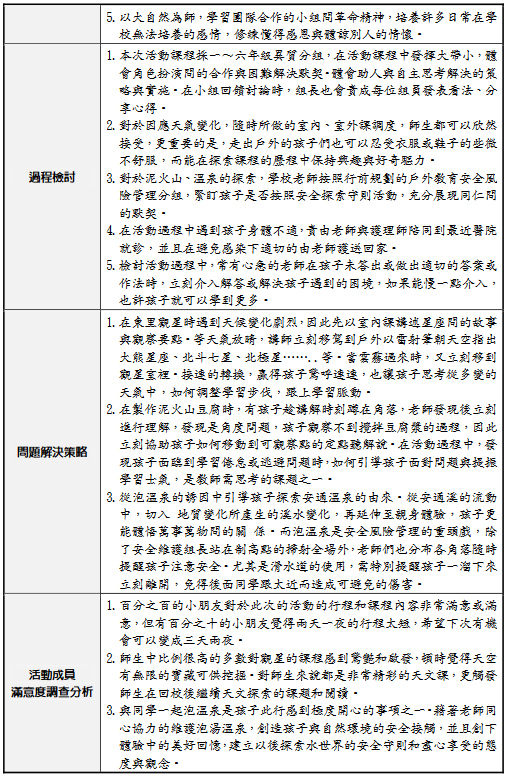 5. 以大自然為師，學習團隊合作的小組間革命精神，培養許多日常在學
校無法培養的感情，修練懂得感恩與體諒別人的情懷。
過程檢討
1. 本次活動課程採一～六年級異質分組，在活動課程中發揮大帶小，體
會角色扮演間的合作與困難解決默契。體會助人與自主思考解決的策
略與實施。在小組回饋討論時，組長也會責成每位組員發表看法、分
享心得。
2. 對於因應天氣變化，隨時所做的室內、室外課調度，師生都可以欣然
接受，更重要的是，走出戶外的孩子們也可以忍受衣服或鞋子的些微
不舒服，而能在探索課程的歷程中保持興趣與好奇腦力。
3. 對於泥火山、溫泉的探索，學校老師按照行前規劃的戶外教育安全風
險管理分組，緊盯孩子是否按照安全探索守則活動，充分展現同仁間
的默契。
4. 在活動過程中遇到孩子身體不適，責由老師與護理師陪同到最近醫院
就診，並且在避免感染下適切的由老師護送回家。
5. 檢討活動過程中，常有心急的老師在孩子未答出或做出適切的答案或
作法時，立刻介入解答或解決孩子遇到的困境，如果能慢一點介入，
也許孩子就可以學到更多。
問題解決策略
1. 在東里觀星時遇到天候變化劇烈，因此先以室內課講述星座間的故事
與觀察要點。等天氣放晴，講師立刻移駕到戶外以雷射筆朝天空指出
大熊星座、北斗七星、北極星……..等。當雲霧過來時，又立刻移到
觀星室裡。接連的轉換，贏得孩子驚呼連連，也讓孩子思考從多變的
天氣中，如何調整學習步伐，跟上學習脈動。
2. 在製作泥火山豆腐時，有孩子趁講解時刻蹲在角落，老師發現後立刻
進行理解，發現是角度問題，孩子觀察不到攪拌豆腐漿的過程，因此
立刻協助孩子如何移動到可觀察點的定點聽解說。在活動過程中，發
現孩子面臨到學習倦怠或逃避問題時，如何引導孩子面對問題與提振
學習士氣，是教師需思考的課題之一。
3. 從泡溫泉的誘因中引導孩子探索安通溫泉的由來。從安通溪的流動
中，切入 地質變化所產生的溪水變化，再延伸至親身體驗，孩子更
能體悟萬事萬物間的關 係。而泡溫泉是安全風險管理的重頭戲，除
了安全維護組長站在制高點的掃射全場外，老師們也分布各角落隨時
提醒孩子注意安全。尤其是滑水道的使用，需特別提醒孩子一溜下來
立刻離開，免得後面同學跟太近而造成可避免的傷害。
活動成員
滿意度調查分析
1. 百分之百的小朋友對於此次的活動的行程和課程內容非常滿意或滿
意，但有百分之十的小朋友覺得兩天一夜的行程太短，希望下次有機
會可以變成三天兩夜。
2. 師生中比例很高的多數對觀星的課程感到驚艷和啟發，頓時覺得天空
有無限的寶藏可供挖掘。對師生來說都是非常精彩的天文課，更觸發
師生在回校後繼續天文探索的課題和閱讀。
3. 與同學一起泡溫泉是孩子此行感到極度開心的事項之一。藉著老師同
心協力的維護泡湯溫泉，創造孩子與自然環境的安全接觸，並且創下
體驗中的美好回憶，建立以後探索水世界的安全守則和盡心享受的態
度與觀念。